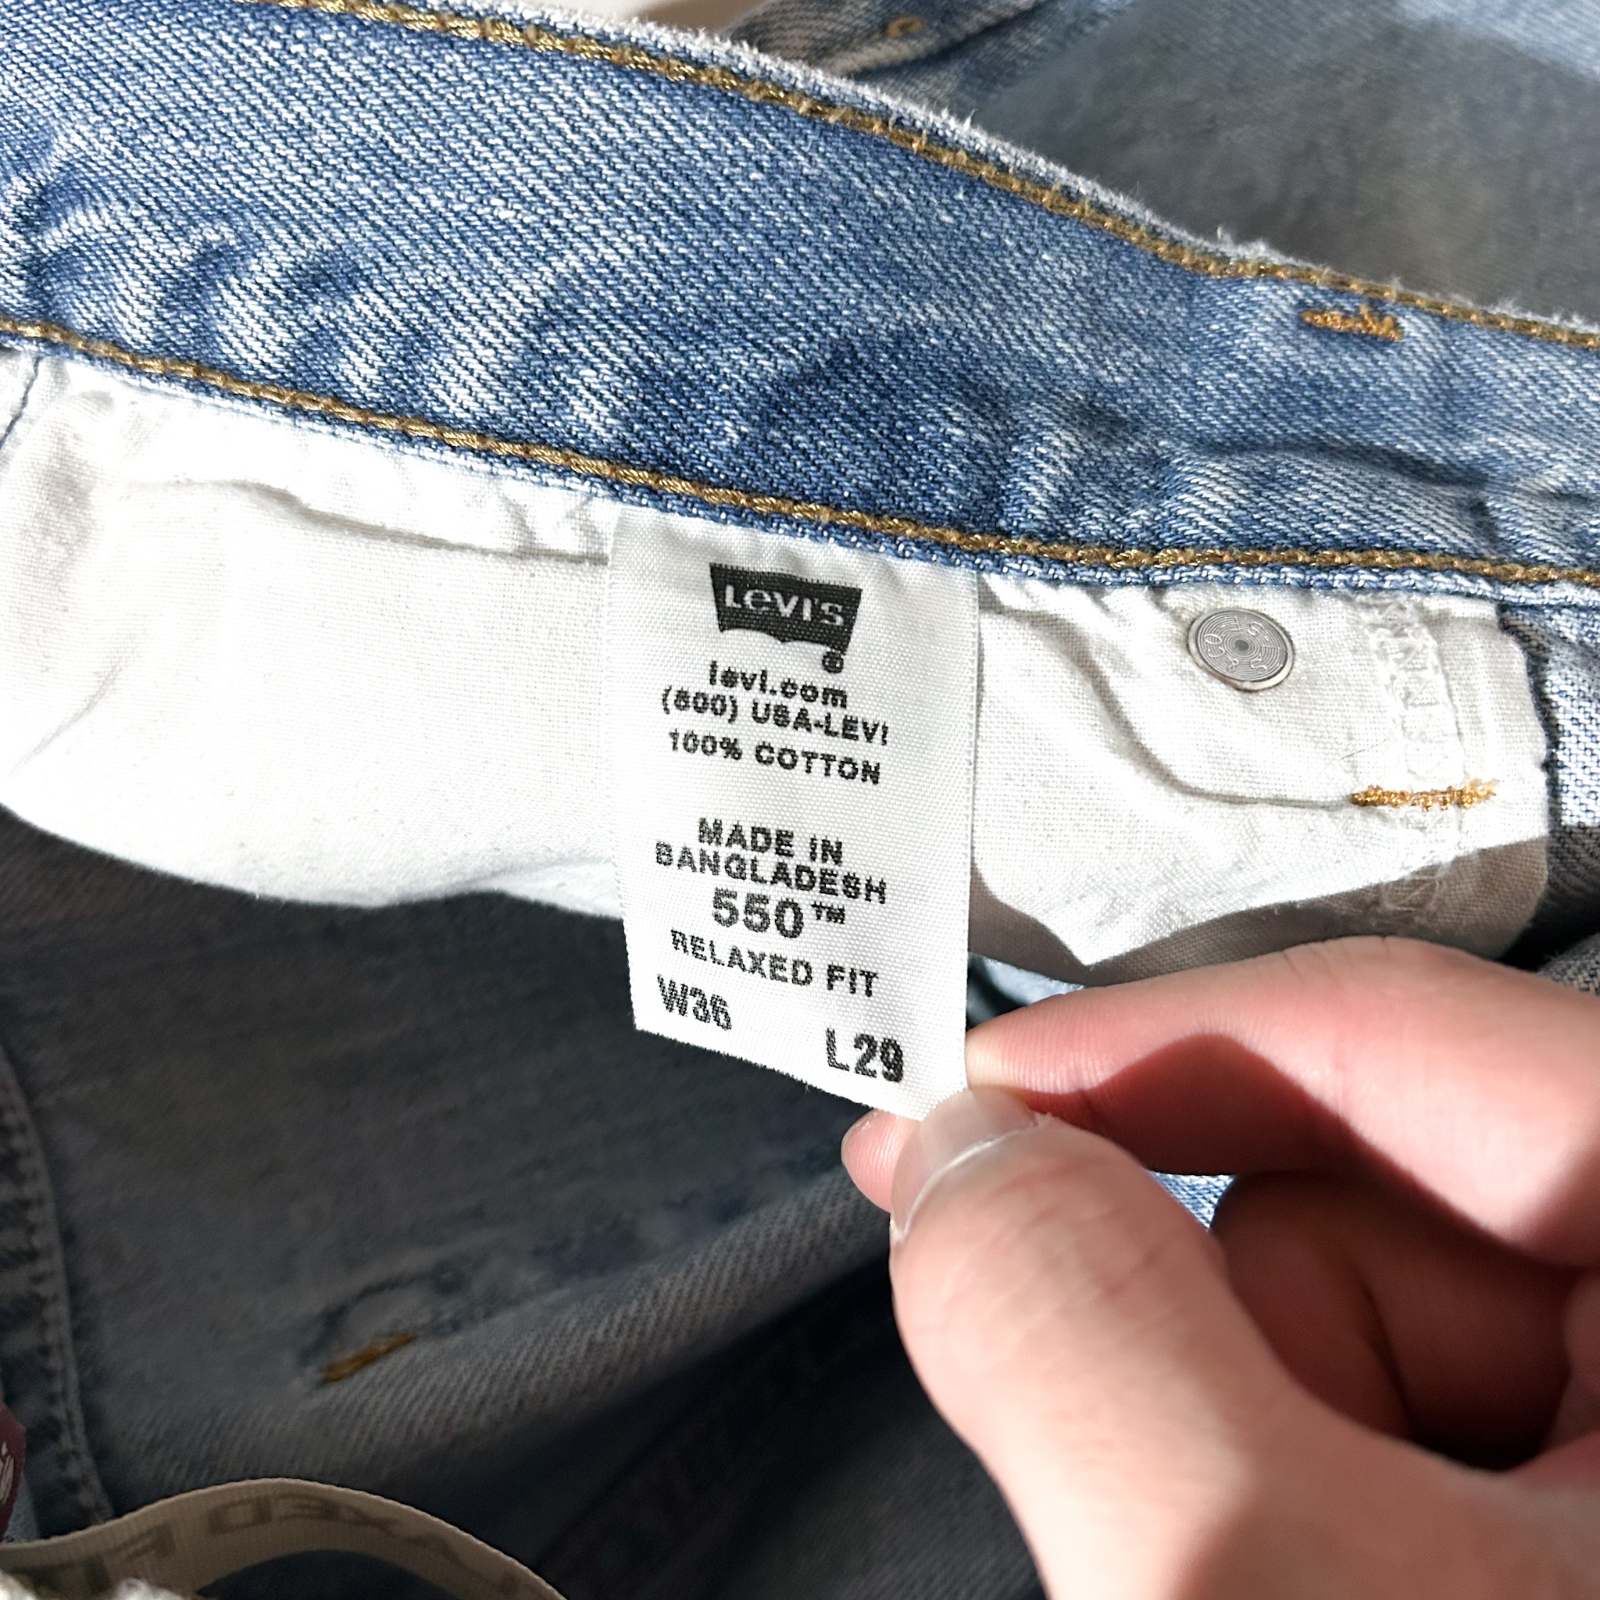 LEVI'S
®
levi.com
(800) USA-LEVI
100% COTTON
MADE IN
BANGLADESH
550™
RELAXED FIT
W36
L29